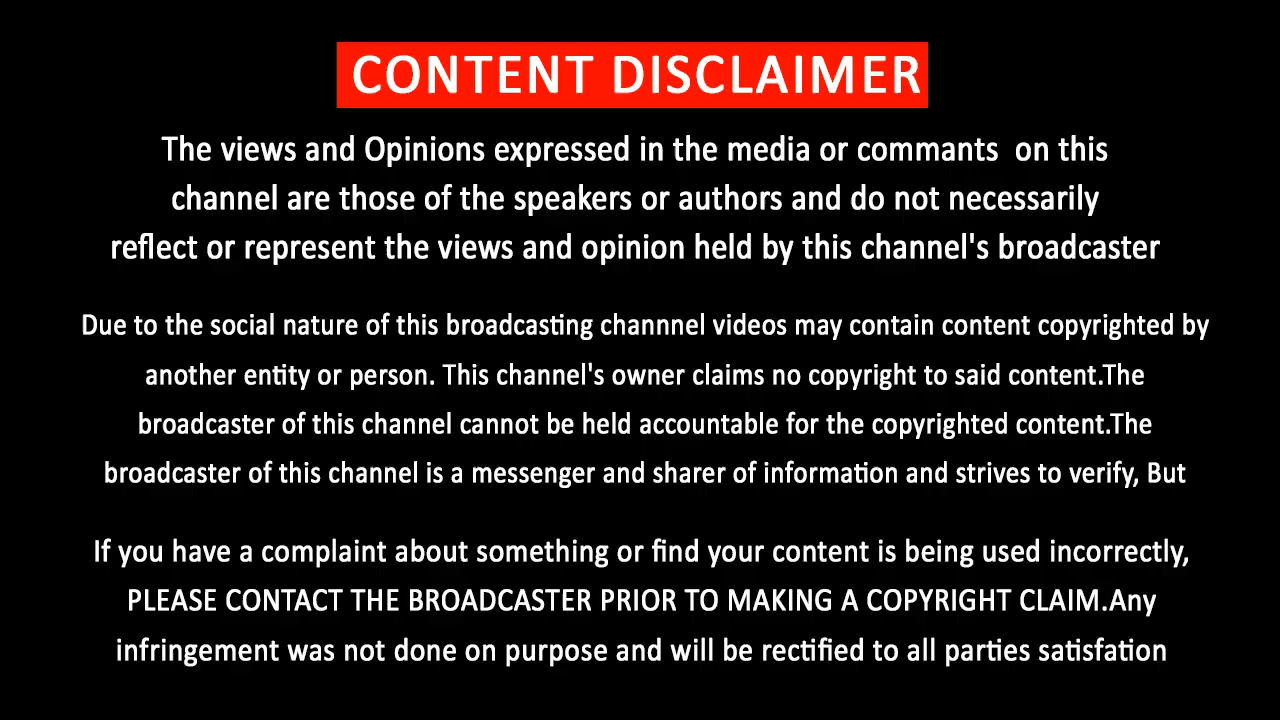 CONTENT DISCLAIMER
The views and Opinions expressed in the media or commants on this
channel are those of the speakers or authors and do not necessarily
reflect or represent the views and opinion held by this channel's broadcaster
Due to the social nature of this broadcasting channnel videos may contain content copyrighted by
another entity or person. This channel's owner claims no copyright to said content.The
broadcaster of this channel cannot be held accountable for the copyrighted content.The
broadcaster of this channel is a messenger and sharer of information and strives to verify, But
If you have a complaint about something or find your content is being used incorrectly,
PLEASE CONTACT THE BROADCASTER PRIOR TO MAKING A COPYRIGHT CLAIM.Any
infringement was not done on purpose and will be rectified to all parties satisfation